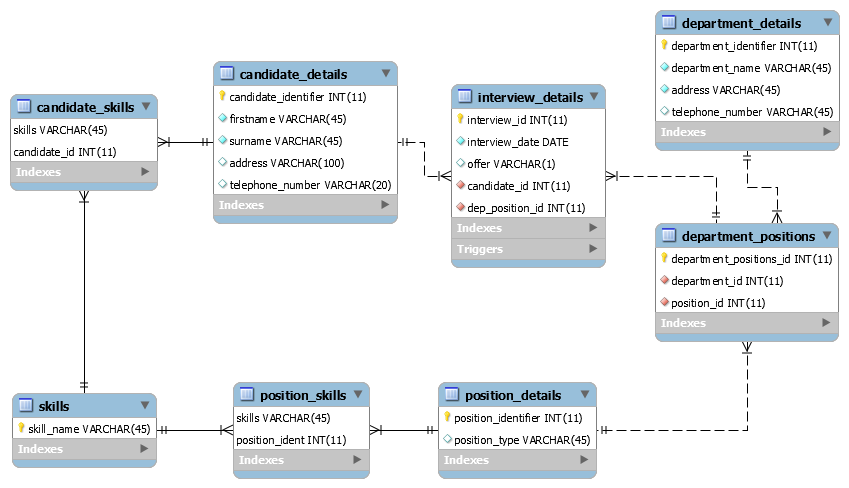 department_details
department_identifier INT(11)
department_name VARCHAR(45)
address VARCHAR(45)
telephone_number VARCHAR(45)
Indexes
candidate_details
candidate_identifier INT(11)
firstname VARCHAR(45)
surname VARCHAR(45)
address VARCHAR(100)
telephone_number VARCHAR(20)
Indexes
interview_details
interview_id INT(11)
interview_date DATE
offer VARCHAR(1)
candidate_id INT(11)
dep_position_id INT(11)
Indexes
Triggers
candidate_skills
skills VARCHAR(45)
candidate_id INT(11)
Indexes
department_positions
department_positions_id INT(11)
department_id INT(11)
position_id INT(11)
Indexes
skills
skill_name VARCHAR(45)
Indexes
position_skills
skills VARCHAR(45)
position_ident INT(11)
Indexes
position_details
position_identifier INT(11)
position_type VARCHAR(45)
Indexes